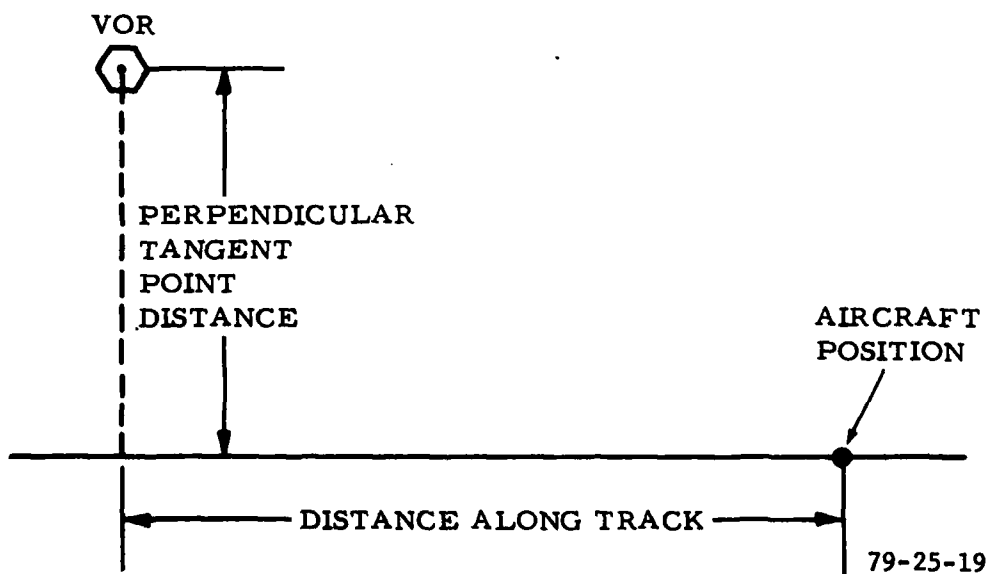 VOR
PERPENDICULAR
TANGENT
POINT
DISTANCE
AIRCRAFT
POSITION
DISTANCE ALONG TRACK
79-25-19